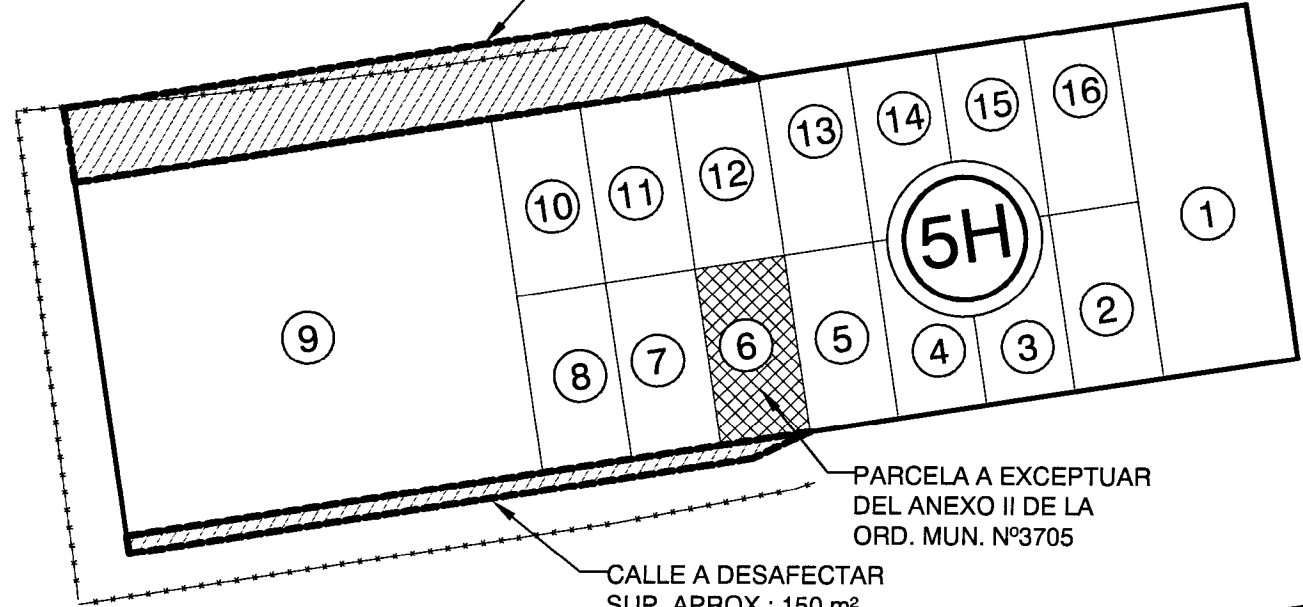 16
15
14
13
12
11
10
1
5H
9
8
7
6
5
4
3
2
PARCELA A EXCEPTUAR
DEL ANEXO II DE LA
ORD. MUN. Nº3705
CALLE A DESAFECTAR
SUP. APROX.: 150 m²